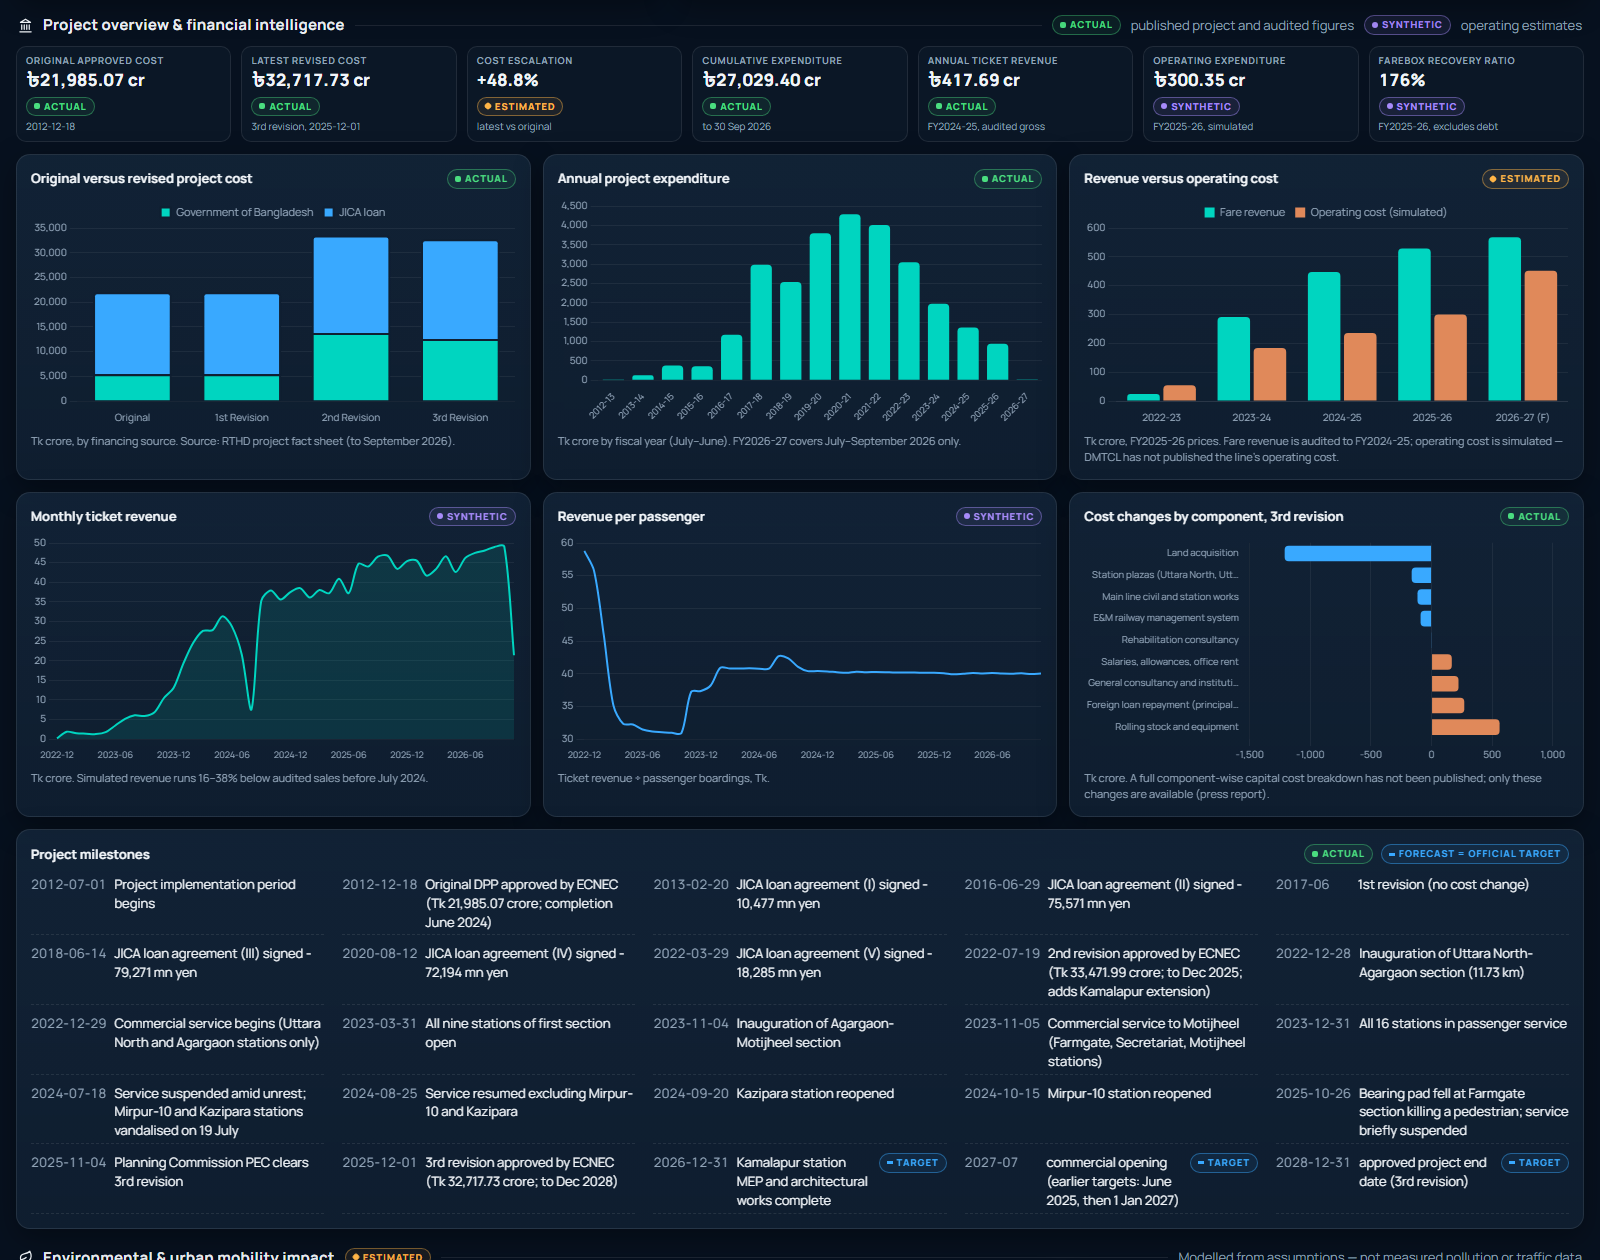 Project overview & financial intelligence
ACTUAL published project and audited figures SYNTHETIC operating estimates
ORIGINAL APPROVED COST
৳21,985.07 cr
ACTUAL
2012-12-18
LATEST REVISED COST
৳32,717.73 cr
ACTUAL
3rd revision, 2025-12-01
COST ESCALATION
+48.8%
ESTIMATED
latest vs original
CUMULATIVE EXPENDITURE
৳27,029.40 cr
ACTUAL
to 30 Sep 2026
ANNUAL TICKET REVENUE
৳417.69 cr
ACTUAL
FY2024-25, audited gross
OPERATING EXPENDITURE
৳300.35 cr
SYNTHETIC
FY2025-26, simulated
FAREBOX RECOVERY RATIO
176%
SYNTHETIC
FY2025-26, excludes debt
Original versus revised project cost
ACTUAL
Government of Bangladesh JICA loan
35,000
30,000
25,000
20,000
15,000
10,000
5,000
0
Original 1st Revision 2nd Revision 3rd Revision
Tk crore, by financing source. Source: RTHD project fact sheet (to September 2026).
Annual project expenditure
ACTUAL
4,500
4,000
3,500
3,000
2,500
2,000
1,500
1,000
500
0
2012-13 2013-14 2014-15 2015-16 2016-17 2017-18 2018-19 2019-20 2020-21 2021-22 2022-23 2023-24 2024-25 2025-26 2026-27
Tk crore by fiscal year (July–June). FY2026-27 covers July–September 2026 only.
Revenue versus operating cost
ESTIMATED
Fare revenue Operating cost (simulated)
600
500
400
300
200
100
0
2022-23 2023-24 2024-25 2025-26 2026-27 (F)
Tk crore, FY2025-26 prices. Fare revenue is audited to FY2024-25; operating cost is simulated —
DMTCL has not published the line's operating cost.
Monthly ticket revenue
SYNTHETIC
50
45
40
35
30
25
20
15
10
5
0
2022-12 2023-06 2023-12 2024-06 2024-12 2025-06 2025-12 2026-06
Tk crore. Simulated revenue runs 16–38% below audited sales before July 2024.
Revenue per passenger
SYNTHETIC
60
55
50
45
40
35
30
2022-12 2023-06 2023-12 2024-06 2024-12 2025-06 2025-12 2026-06
Ticket revenue ÷ passenger boardings, Tk.
Cost changes by component, 3rd revision
ACTUAL
Land acquisition
Station plazas (Uttara North, Utt...
Main line civil and station works
E&M railway management system
Rehabilitation consultancy
Salaries, allowances, office rent
General consultancy and instituti...
Foreign loan repayment (principal...
Rolling stock and equipment
-1,500 -1,000 -500 0 500 1,000
Tk crore. A full component-wise capital cost breakdown has not been published; only these
changes are available (press report).
Project milestones
ACTUAL FORECAST = OFFICIAL TARGET
2012-07-01 Project implementation period
begins
2012-12-18 Original DPP approved by ECNEC
(Tk 21,985.07 crore; completion
June 2024)
2013-02-20 JICA loan agreement (I) signed -
10,477 mn yen
2016-06-29 JICA loan agreement (II) signed -
75,571 mn yen
2017-06 1st revision (no cost change)
2018-06-14 JICA loan agreement (III) signed -
79,271 mn yen
2020-08-12 JICA loan agreement (IV) signed -
72,194 mn yen
2022-03-29 JICA loan agreement (V) signed -
18,285 mn yen
2022-07-19 2nd revision approved by ECNEC
(Tk 33,471.99 crore; to Dec 2025;
adds Kamalapur extension)
2022-12-28 Inauguration of Uttara North-
Agargaon section (11.73 km)
2022-12-29 Commercial service begins (Uttara
North and Agargaon stations only)
2023-03-31 All nine stations of first section
open
2023-11-04 Inauguration of Agargaon-
Motijheel section
2023-11-05 Commercial service to Motijheel
(Farmgate, Secretariat, Motijheel
stations)
2023-12-31 All 16 stations in passenger service
2024-07-18 Service suspended amid unrest;
Mirpur-10 and Kazipara stations
vandalised on 19 July
2024-08-25 Service resumed excluding Mirpur-
10 and Kazipara
2024-09-20 Kazipara station reopened
2024-10-15 Mirpur-10 station reopened
2025-10-26 Bearing pad fell at Farmgate
section killing a pedestrian; service
briefly suspended
2025-11-04 Planning Commission PEC clears
3rd revision
2025-12-01 3rd revision approved by ECNEC
(Tk 32,717.73 crore; to Dec 2028)
2026-12-31 Kamalapur station
MEP and architectural
works complete
TARGET
2027-07 commercial opening
(earlier targets: June
2025, then 1 Jan 2027)
TARGET
2028-12-31 approved project end
date (3rd revision)
TARGET
Environmental & urban mobility impact ESTIMATED Modelled from assumptions — not measured pollution or traffic data